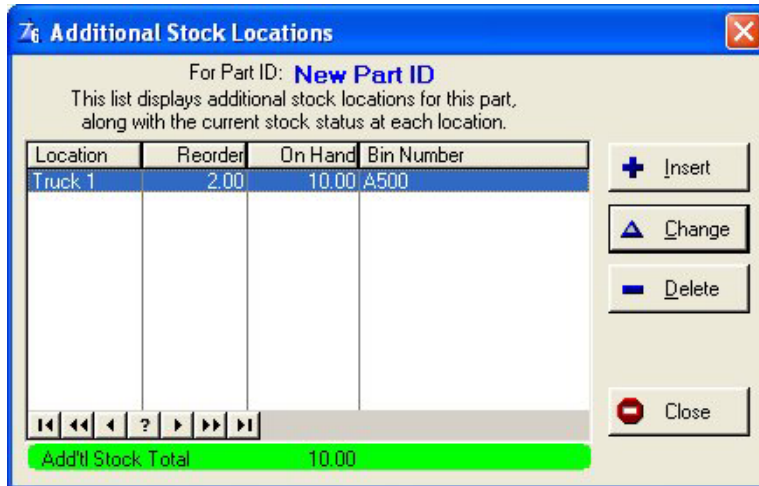 Additional Stock Locations
For Part ID: New Part ID
This list displays additional stock locations for this part,
along with the current stock status at each location.
Location Reorder On Hand Bin Number
Truck 1 2.00 10.00 A500
Insert
Change
Delete
Close
?
Add'tl Stock Total 10.00